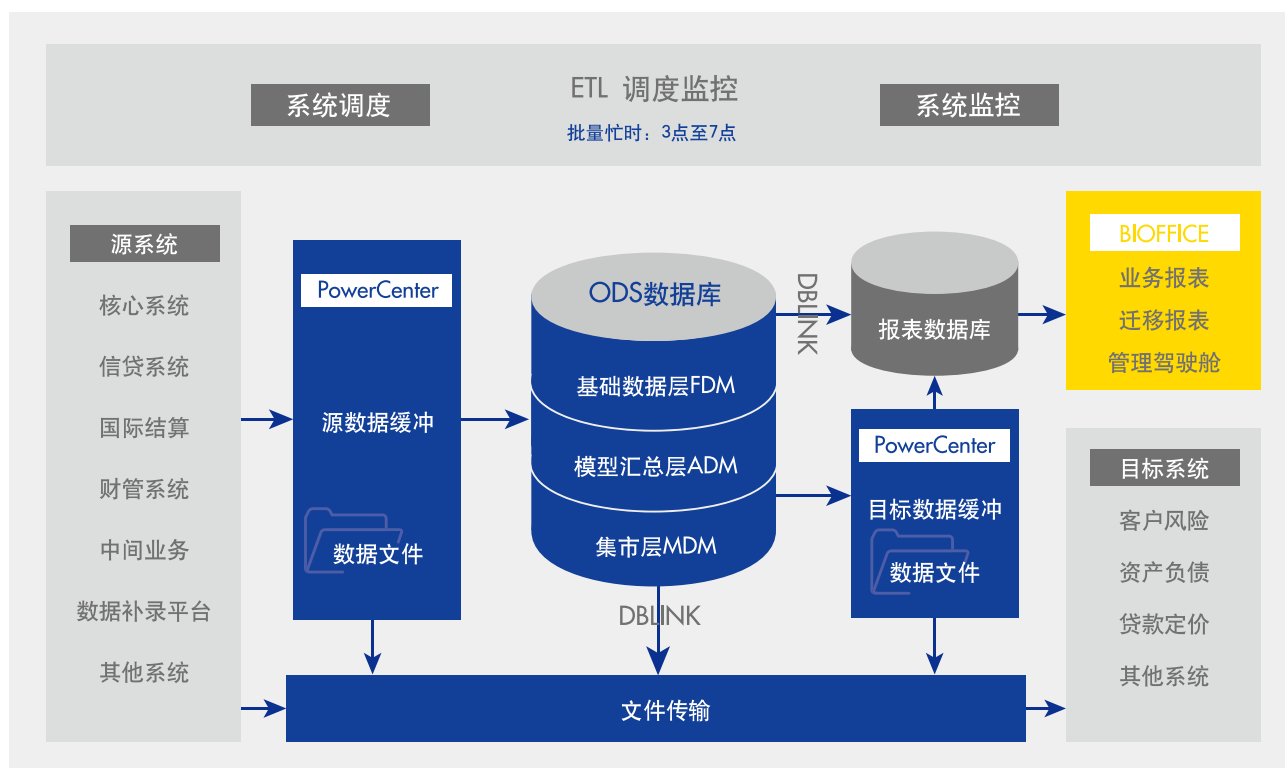 系统调度
ETL 调度监控
批量忙时：3点至7点
系统监控
源系统
核心系统
信贷系统
国际结算
财管系统
中间业务
数据补录平台
其他系统
PowerCenter
源数据缓冲
数据文件
ODS数据库
基础数据层FDM
模型汇总层ADM
集市层MDM
DBLINK
DBLINK
报表数据库
PowerCenter
目标数据缓冲
数据文件
文件传输
BIOFFICE
业务报表
迁移报表
管理驾驶舱
目标系统
客户风险
资产负债
贷款定价
其他系统